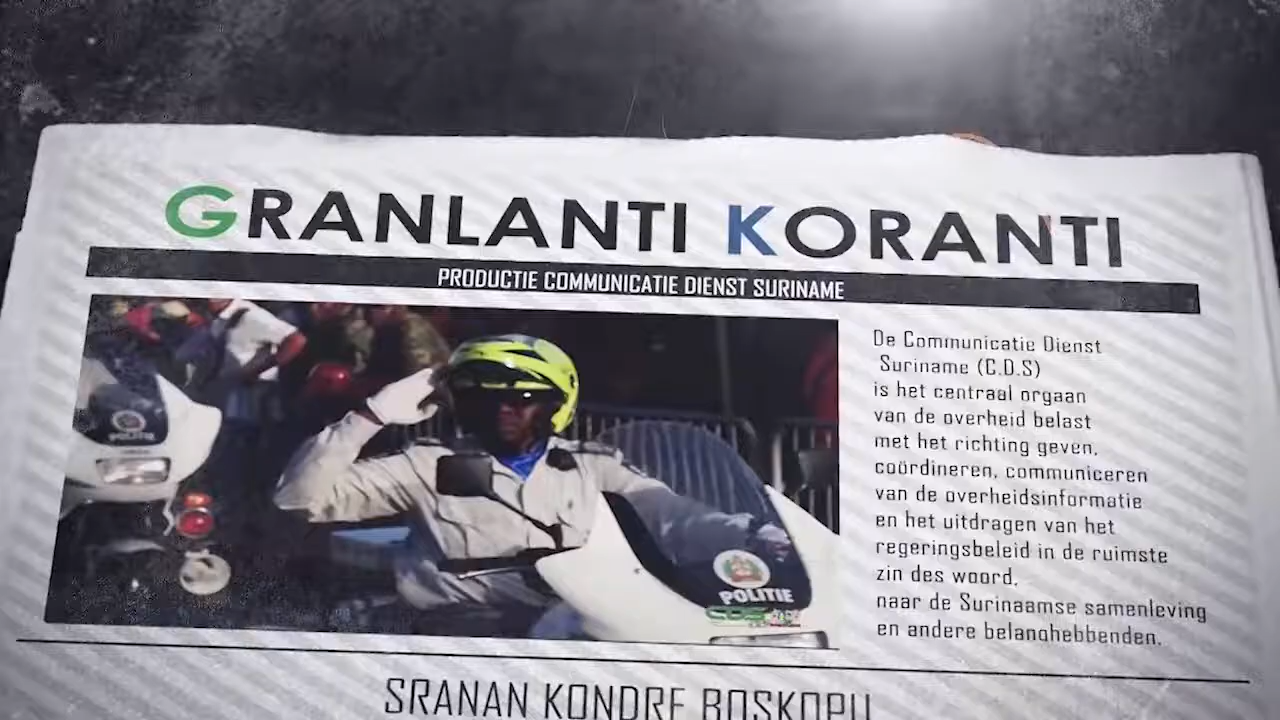 GRANLANTI KORANTI
PRODUCTIE COMMUNICATIE DIENST SURINAME
De Communicatie Dienst
Suriname (C.D.S)
is het centraal orgaan
van de overheid belast
met het richting geven,
coördineren, communiceren
van de overheidsinformatie
en het uitdragen van het
regeringsbeleid in de ruimste
zin des woord,
naar de Surinaamse samenleving
en andere belanghebbenden.
POLITIE
POLITIE
CDS
SRANAN KONDRE BOSKOPU